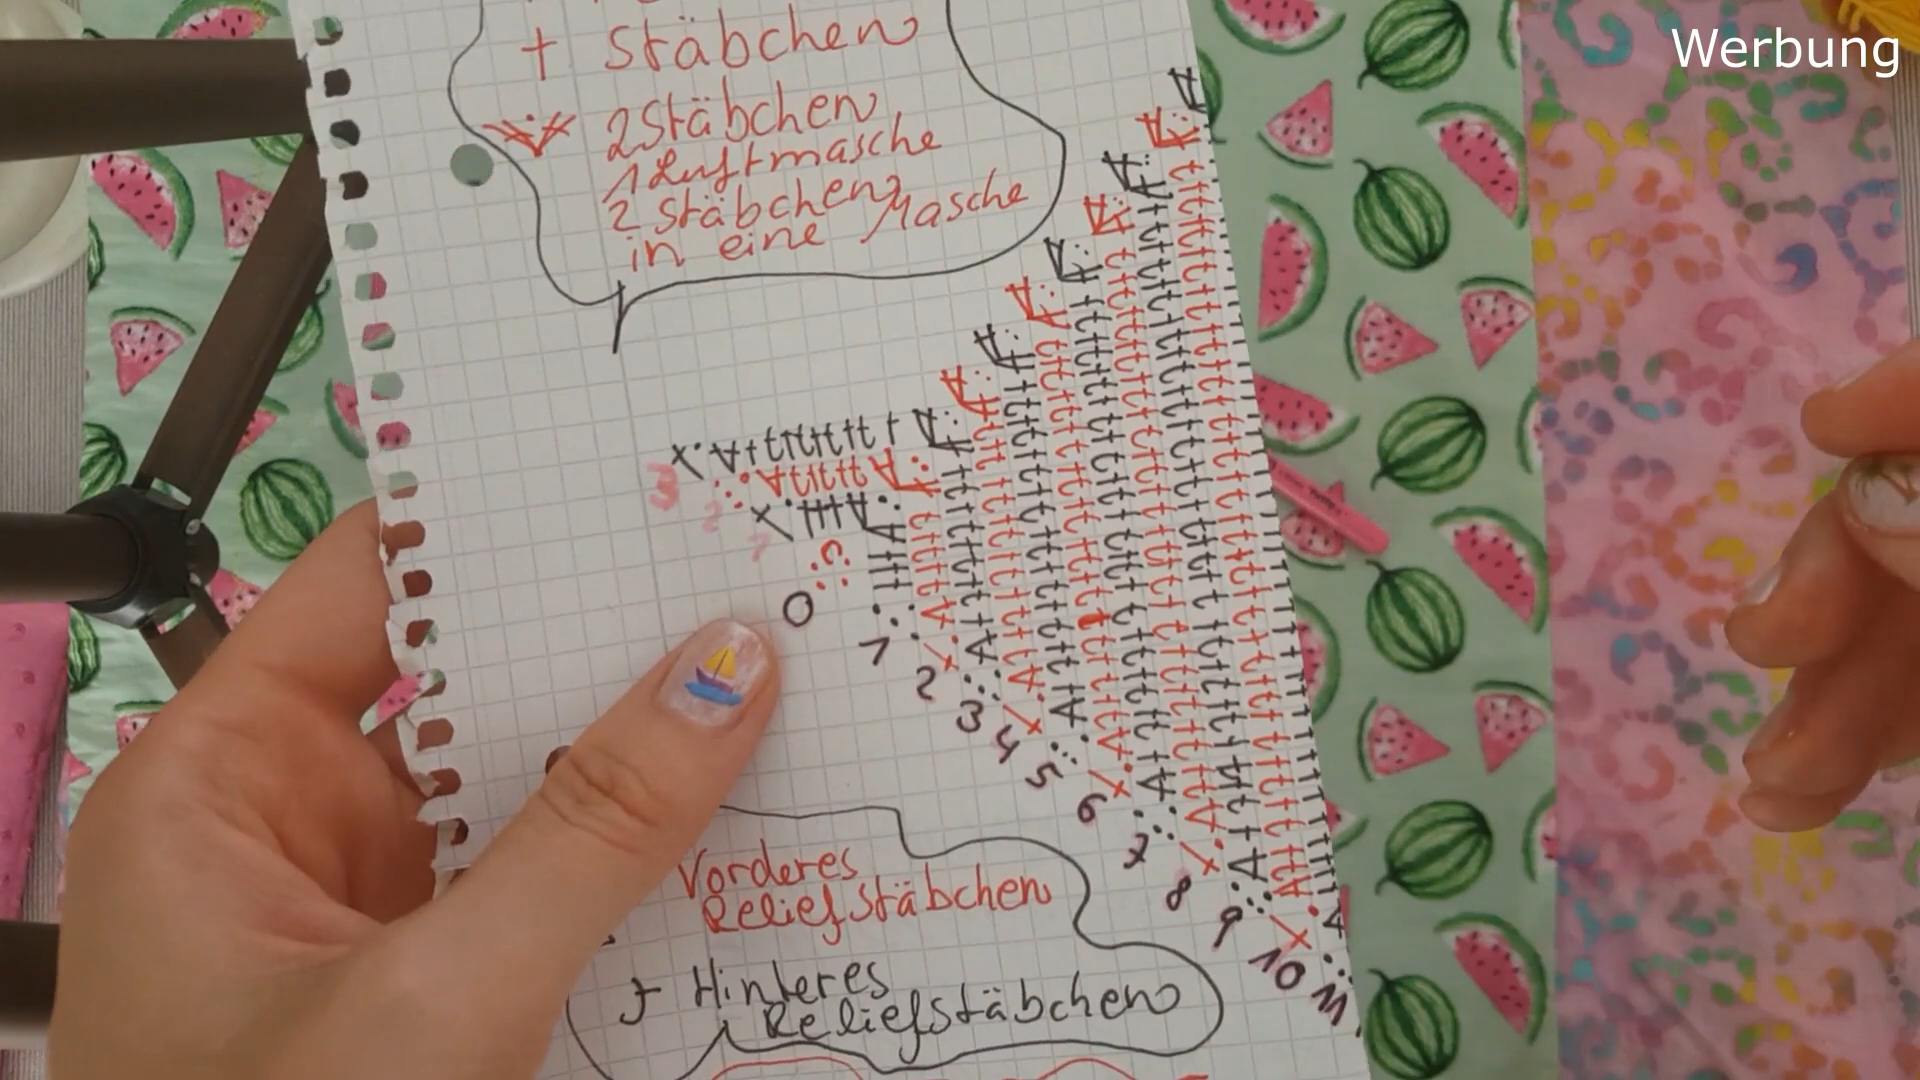 Werbung
+ Stäbchen
2 Stäbchen
1 Luftmasche
2 Stäbchen
in eine Masche
3
2
1
0
1
2
3
4
5
6
7
8
9
10
11
Vorderes
Reliefstäbchen
Hinteres
Reliefstäbchen